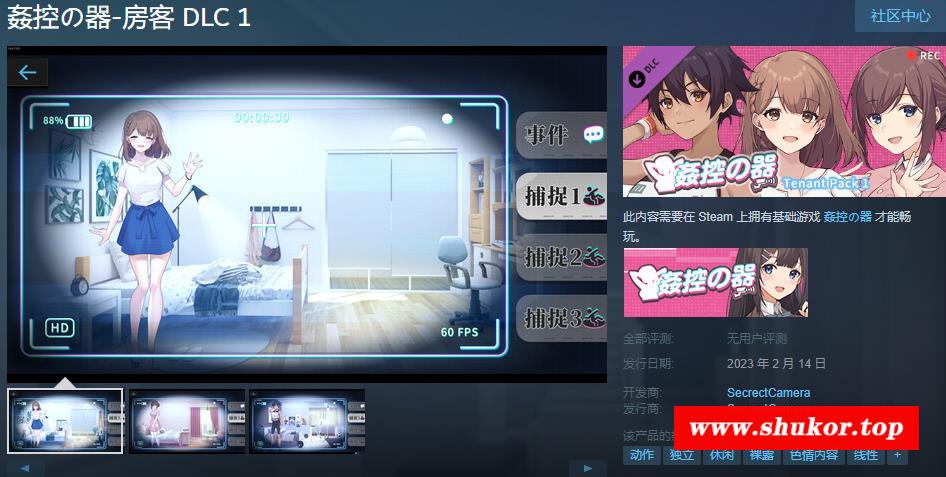 姦控の器-房客 DLC 1
社区中心
88%
00:00:00
事件
捕捉1
捕捉2
捕捉3
HD
60 FPS
DLC
REC
姦控の器
Tenant Pack 1
此内容需要在 Steam 上拥有基础游戏 姦控の器 才能畅
玩。
姦控の器
全部评测: 无用户评测
发行日期: 2023 年 2 月 14 日
开发商: SecrectCamera
发行商:
www.shukor.top
该产品的
动作 独立 休闲 裸露 色情内容 线性 +